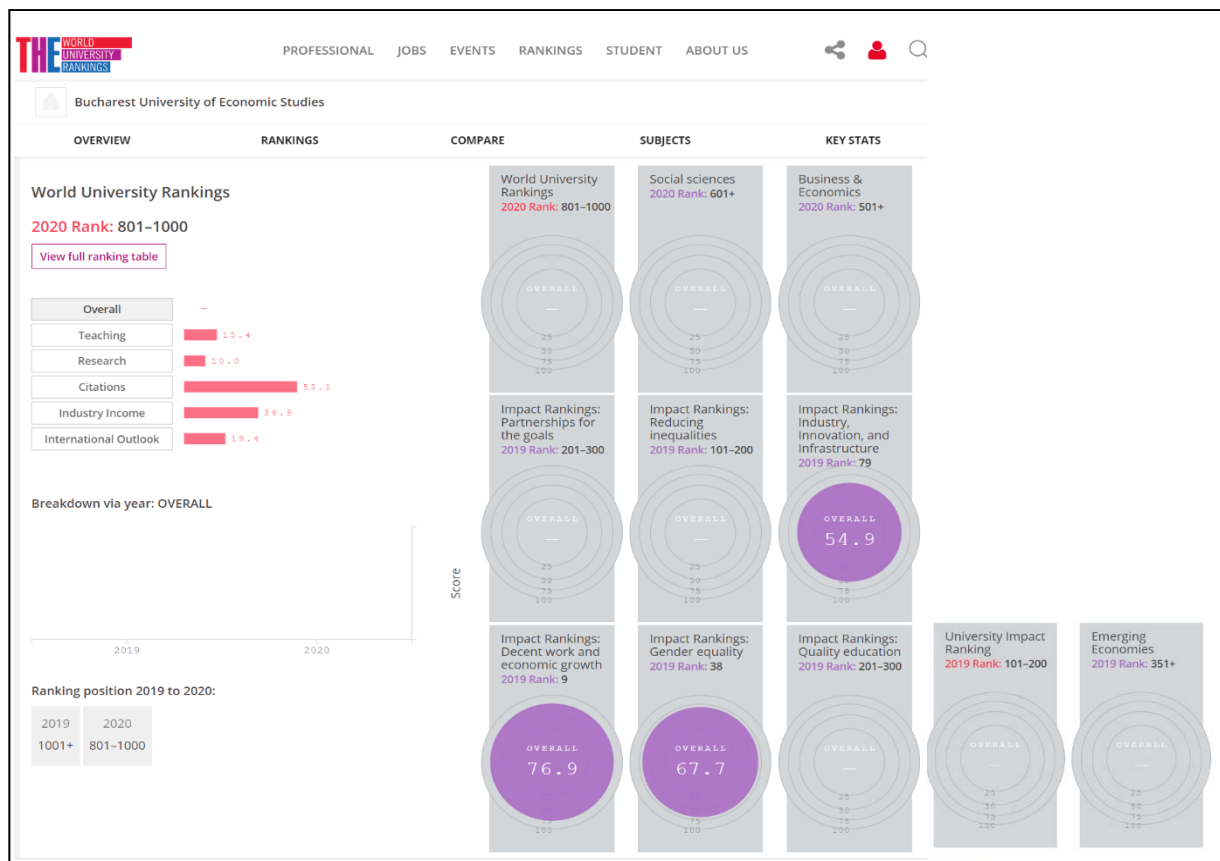 THE WORLD
UNIVERSITY
RANKINGS
PROFESSIONAL JOBS EVENTS RANKINGS STUDENT ABOUT US
Bucharest University of Economic Studies
OVERVIEW RANKINGS COMPARE SUBJECTS KEY STATS
World University Rankings
2020 Rank: 801–1000
View full ranking table
Overall –
Teaching 15.4
Research 10.0
Citations 53.1
Industry Income 34.8
International Outlook 19.4
Breakdown via year: OVERALL
Score
2019 2020
Ranking position 2019 to 2020:
2019 2020
1001+ 801–1000
World University
Rankings
2020 Rank: 801–1000
OVERALL
—
25
50
75
100
Social sciences
2020 Rank: 601+
OVERALL
—
25
50
75
100
Business &
Economics
2020 Rank: 501+
OVERALL
—
25
50
75
100
Impact Rankings:
Partnerships for
the goals
2019 Rank: 201–300
OVERALL
—
25
50
75
100
Impact Rankings:
Reducing
inequalities
2019 Rank: 101–200
OVERALL
—
25
50
75
100
Impact Rankings:
Industry,
Innovation, and
Infrastructure
2019 Rank: 79
OVERALL
54.9
25
50
75
100
Impact Rankings:
Decent work and
economic growth
2019 Rank: 9
OVERALL
76.9
100
Impact Rankings:
Gender equality
2019 Rank: 38
OVERALL
67.7
75
100
Impact Rankings:
Quality education
2019 Rank: 201–300
OVERALL
—
25
50
75
100
University Impact
Ranking
2019 Rank: 101–200
OVERALL
—
25
50
75
100
Emerging
Economies
2019 Rank: 351+
OVERALL
—
25
50
75
100